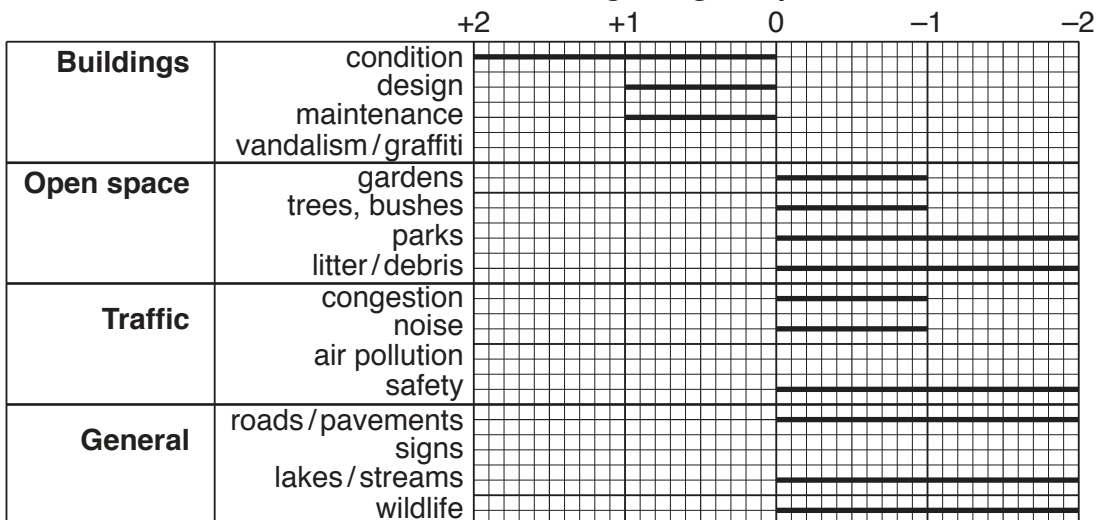 +2 +1 0 –1 –2
Buildings condition
design
maintenance
vandalism / graffiti
Open space gardens
trees, bushes
parks
litter / debris
Traffic congestion
noise
air pollution
safety
General roads / pavements
signs
lakes / streams
wildlife